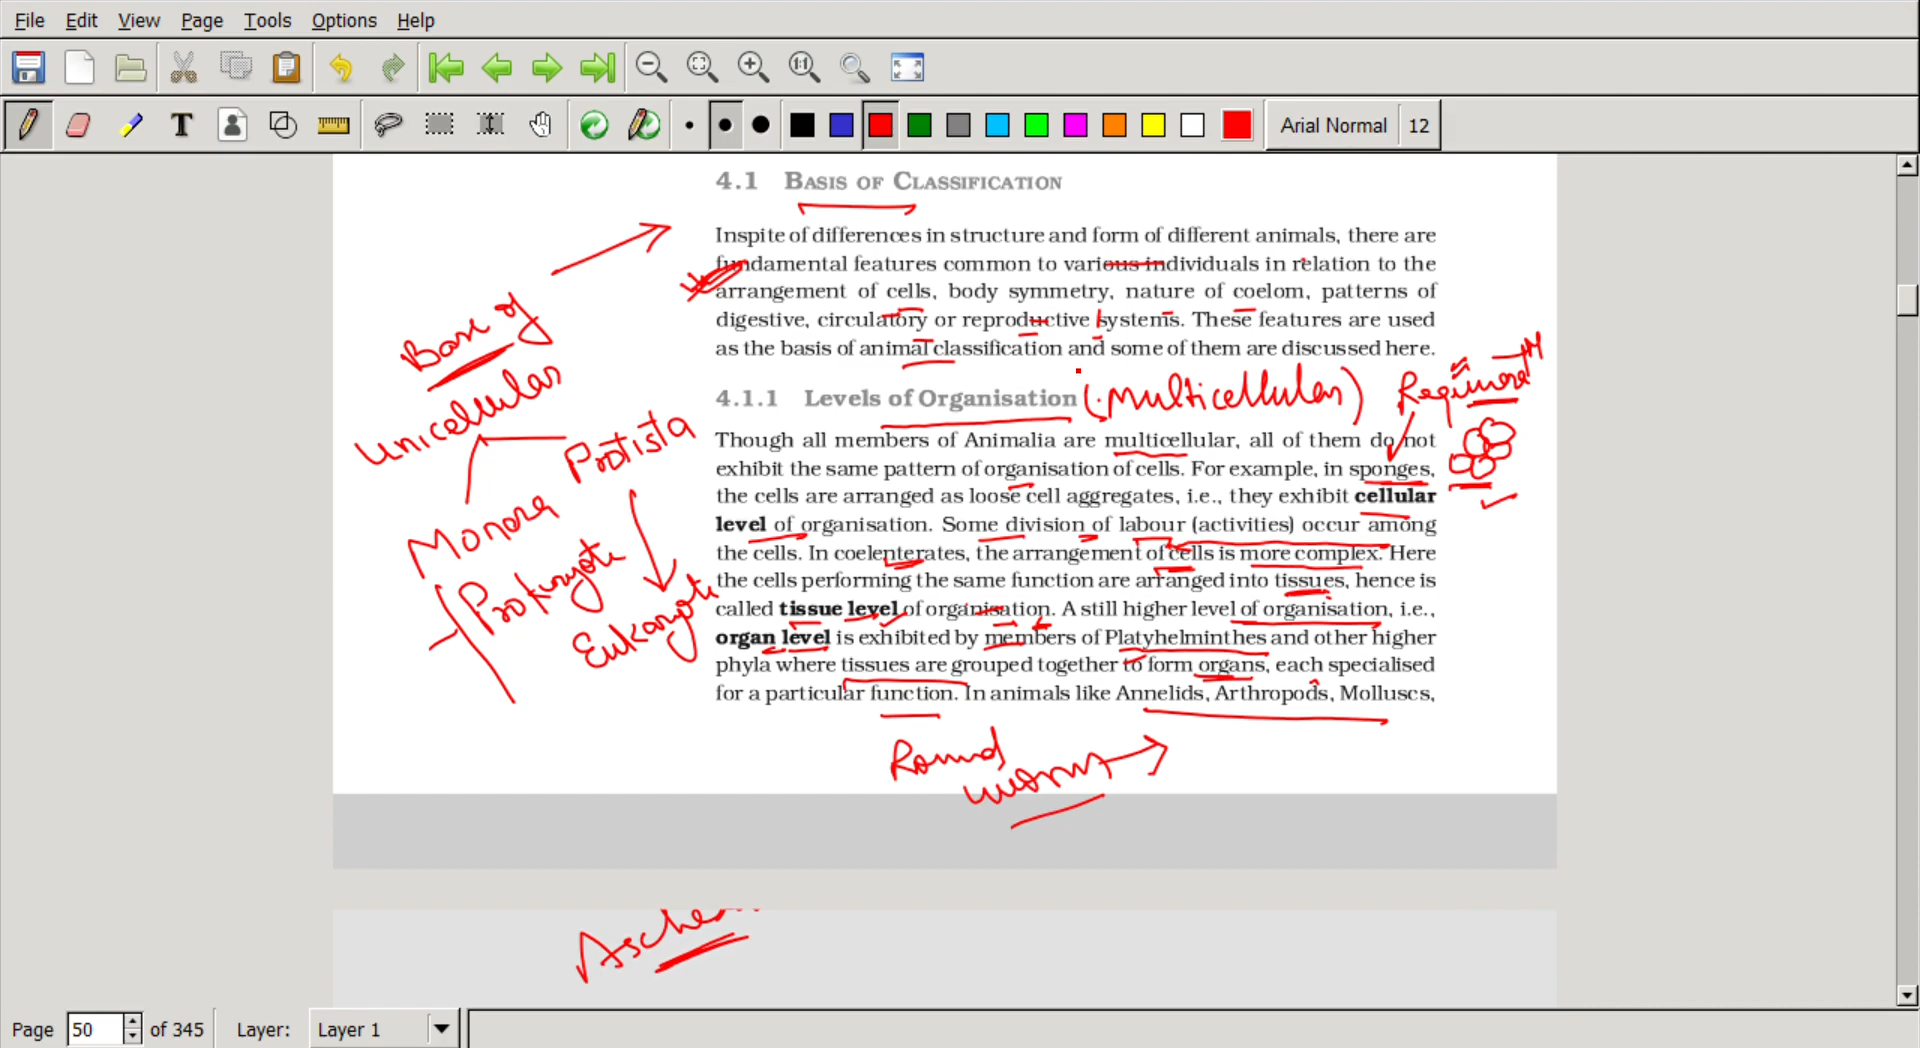 File Edit View Page Tools Options Help
Arial Normal 12
4.1 BASIS OF CLASSIFICATION
Inspite of differences in structure and form of different animals, there are
fundamental features common to various individuals in relation to the
arrangement of cells, body symmetry, nature of coelom, patterns of
digestive, circulatory or reproductive systems. These features are used
as the basis of animal classification and some of them are discussed here.
4.1.1 Levels of Organisation (Multicellular)
Though all members of Animalia are multicellular, all of them do not
exhibit the same pattern of organisation of cells. For example, in sponges,
the cells are arranged as loose cell aggregates, i.e., they exhibit cellular
level of organisation. Some division of labour (activities) occur among
the cells. In coelenterates, the arrangement of cells is more complex. Here
the cells performing the same function are arranged into tissues, hence is
called tissue level of organisation. A still higher level of organisation, i.e.,
organ level is exhibited by members of Platyhelminthes and other higher
phyla where tissues are grouped together to form organs, each specialised
for a particular function. In animals like Annelids, Arthropods, Molluscs,
Base of
Unicellular
Protista
Monera
Prokaryote
Eukaryote
Round
worms
Page 50 of 345 Layer: Layer 1